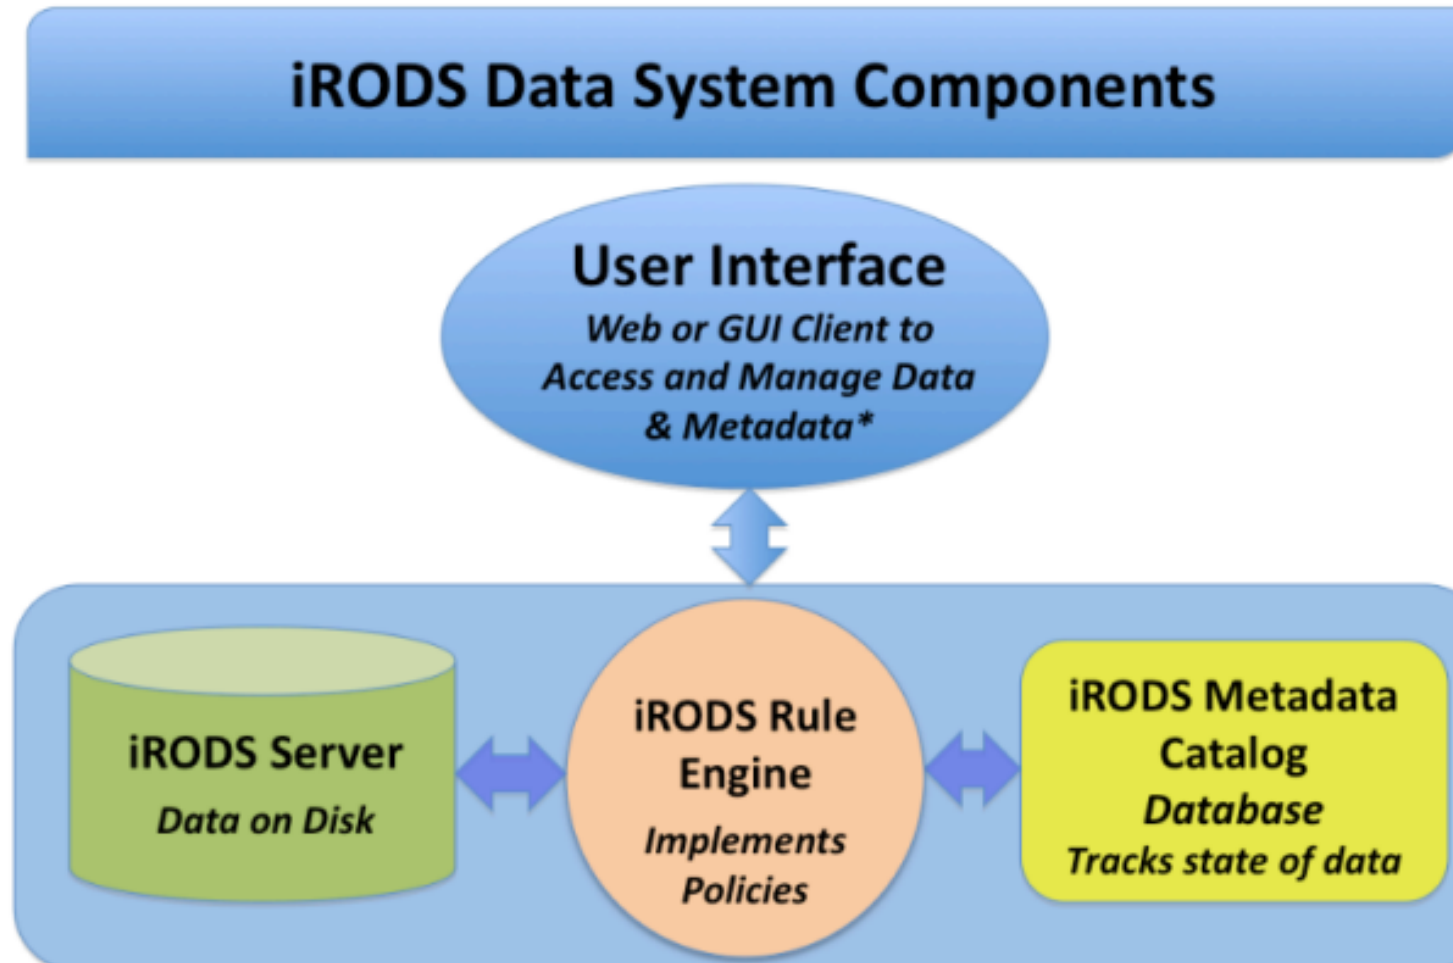 iRODS Data System Components
User Interface
Web or GUI Client to
Access and Manage Data
& Metadata*
iRODS Server
Data on Disk
iRODS Rule
Engine
Implements
Policies
iRODS Metadata
Catalog
Database
Tracks state of data